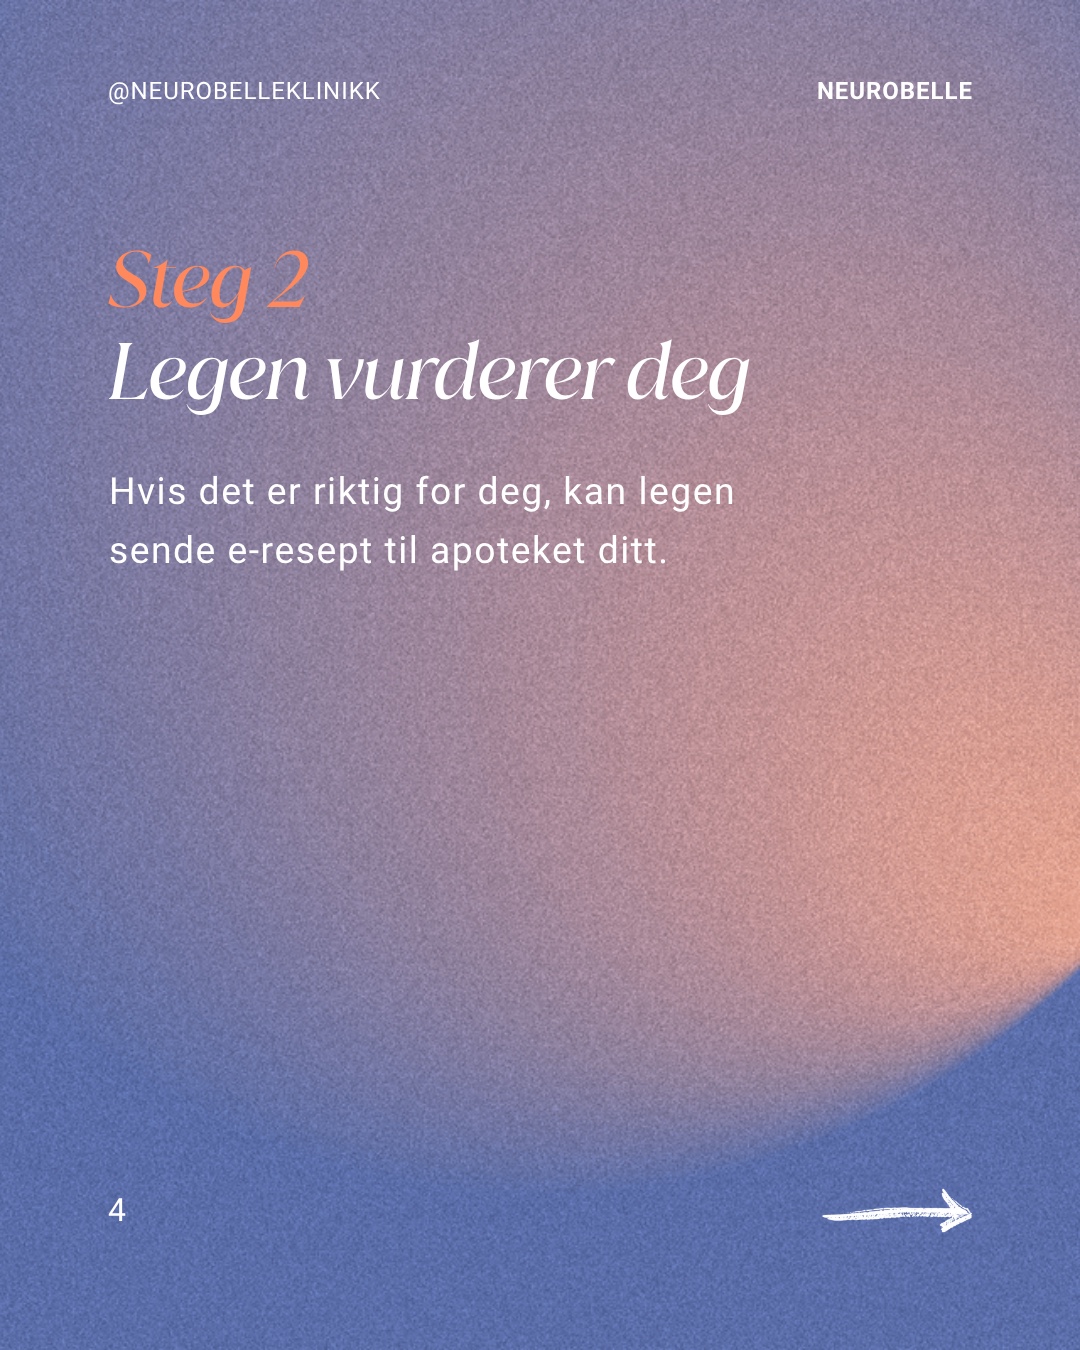 @NEUROBELLEKLINIKK
NEUROBELLE
Steg 2
Legen vurderer deg
Hvis det er riktig for deg, kan legen
sende e-resept til apoteket ditt.
4